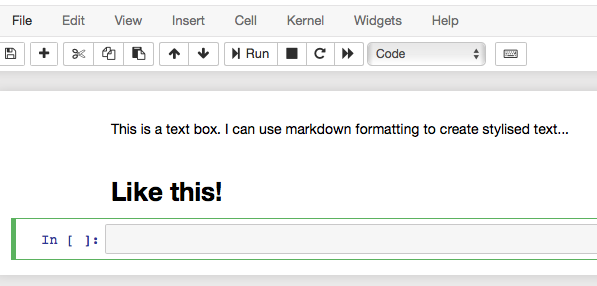 File Edit View Insert Cell Kernel Widgets Help
Run Code
This is a text box. I can use markdown formatting to create stylised text...
Like this!
In [ ]: